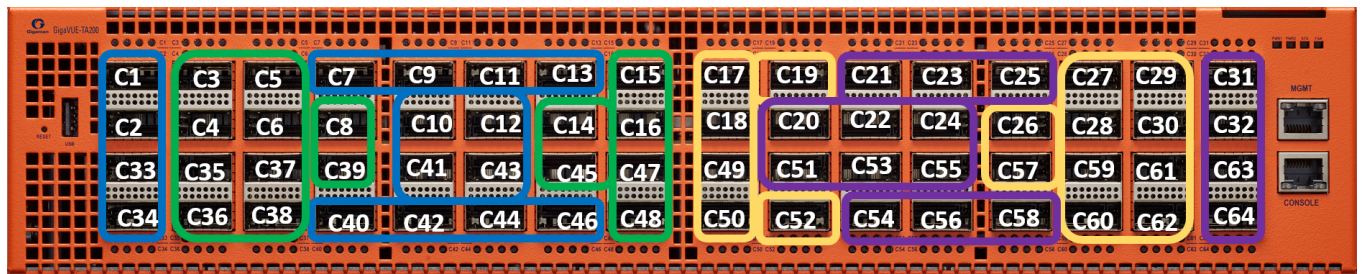 GigaVUE-TA200
C1 C3 C5 C7 C9 C11 C13 C15 C17 C19 C21 C23 C25 C27 C29 C31
MGMT
C2 C4 C6 C8 C10 C12 C14 C16 C18 C20 C22 C24 C26 C28 C30 C32
RESET
USB
C33 C35 C37 C39 C41 C43 C45 C47 C49 C51 C53 C55 C57 C59 C61 C63
CONSOLE
C34 C36 C38 C40 C42 C44 C46 C48 C50 C52 C54 C56 C58 C60 C62 C64